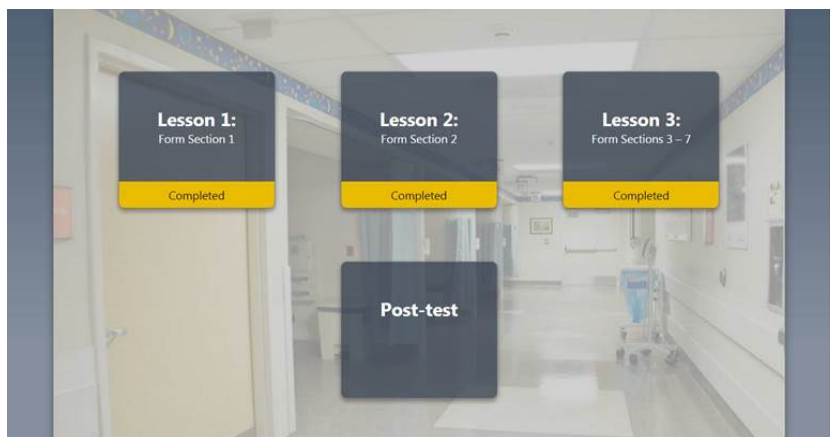 Lesson 1:
Form Section 1
Completed
Lesson 2:
Form Section 2
Completed
Lesson 3:
Form Sections 3 – 7
Completed
Post-test